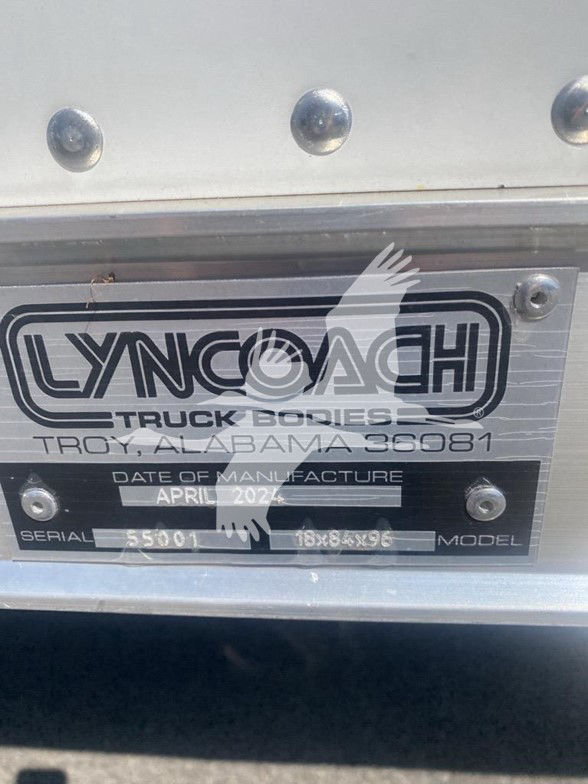 LYNCOACH
TRUCK BODIES ®
TROY, ALABAMA 36081
DATE OF MANUFACTURE
APRIL 2024
SERIAL 55001 18x84x96 MODEL